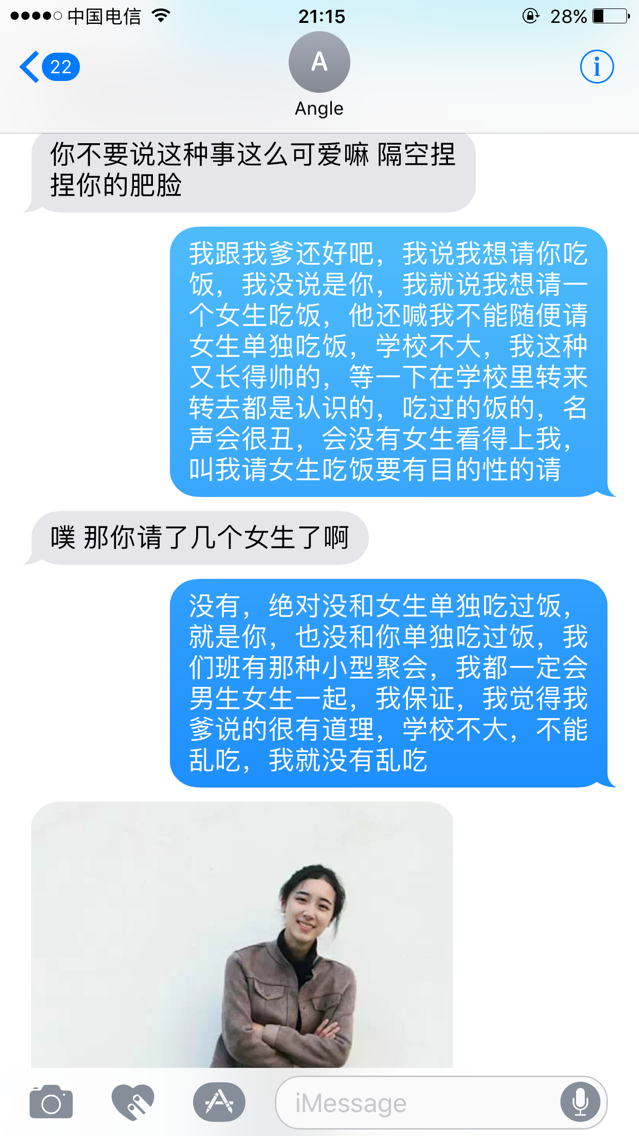 中国电信
21:15
28%
22
A
Angle
你不要说这种事这么可爱嘛 隔空捏
捏你的肥脸
我跟我爹还好吧，我说我想请你吃
饭，我没说是你，我就说我想请一
个女生吃饭，他还喊我不能随便请
女生单独吃饭，学校不大，我这种
又长得帅的，等一下在学校里转来
转去都是认识的，吃过的饭的，名
声会很丑，会没有女生看得上我，
叫我请女生吃饭要有目的性的请
噗 那你请了几个女生了啊
没有，绝对没和女生单独吃过饭，
就是你，也没和你单独吃过饭，我
们班有那种小型聚会，我都一定会
男生女生一起，我保证，我觉得我
爹说的很有道理，学校不大，不能
乱吃，我就没有乱吃
iMessage